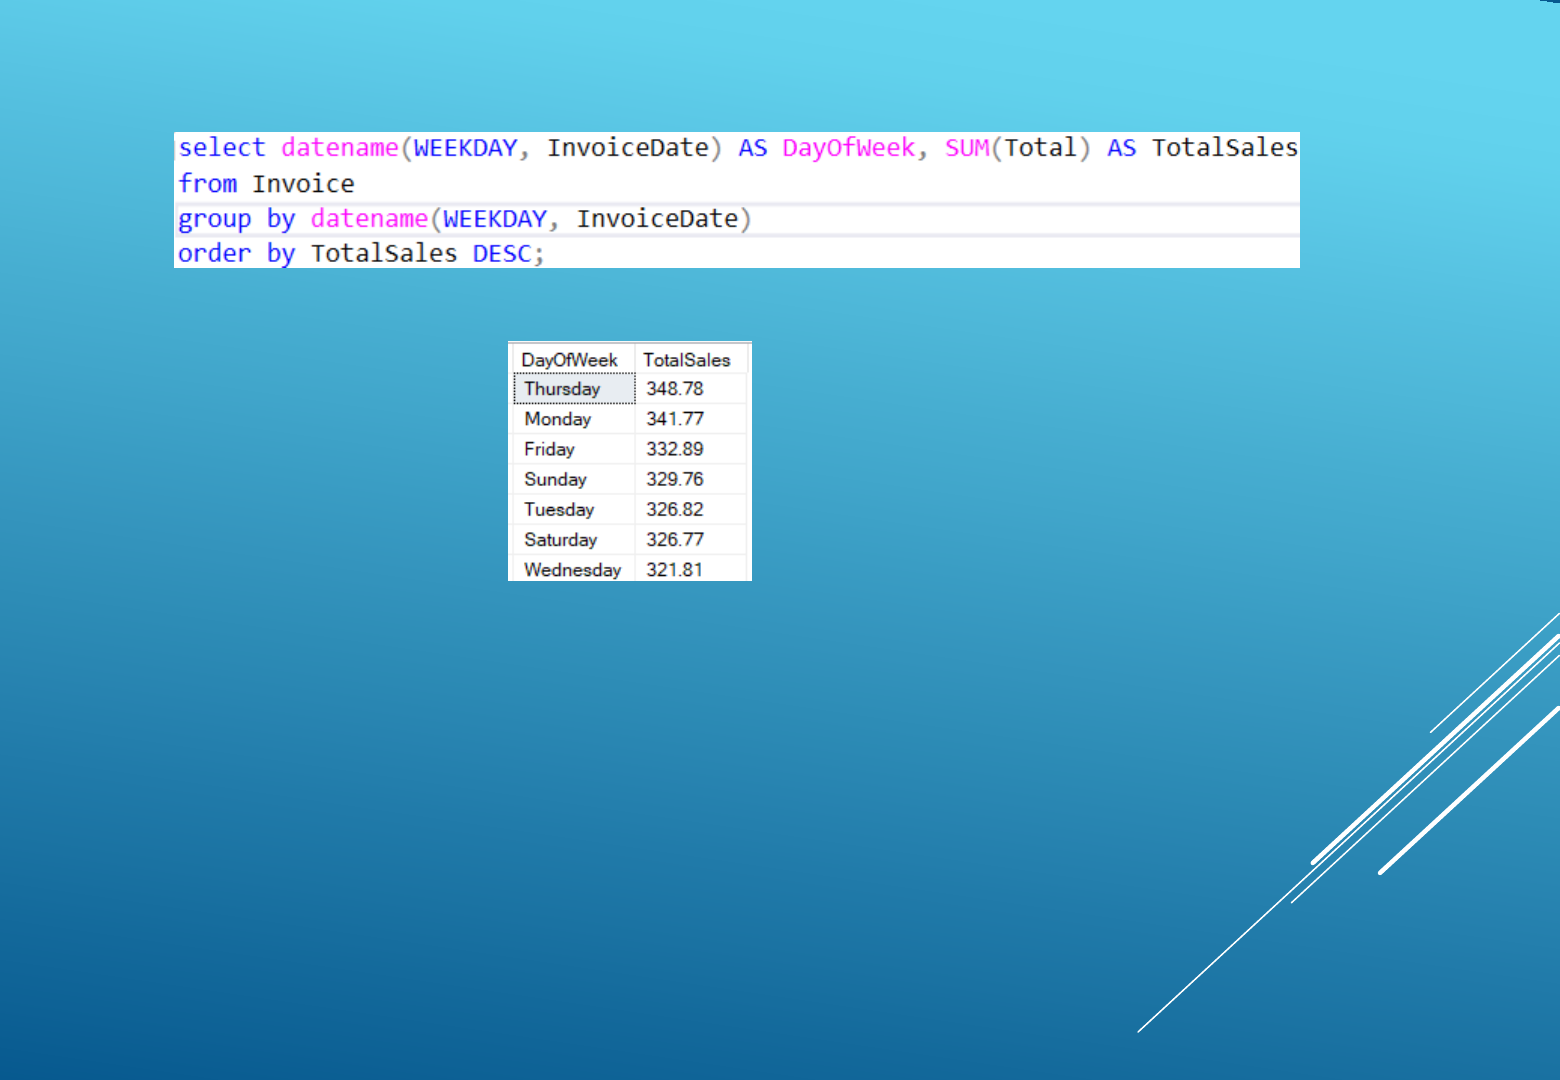 select datename(WEEKDAY, InvoiceDate) AS DayOfWeek, SUM(Total) AS TotalSales
from Invoice
group by datename(WEEKDAY, InvoiceDate)
order by TotalSales DESC;
DayOfWeek TotalSales
Thursday 348.78
Monday 341.77
Friday 332.89
Sunday 329.76
Tuesday 326.82
Saturday 326.77
Wednesday 321.81